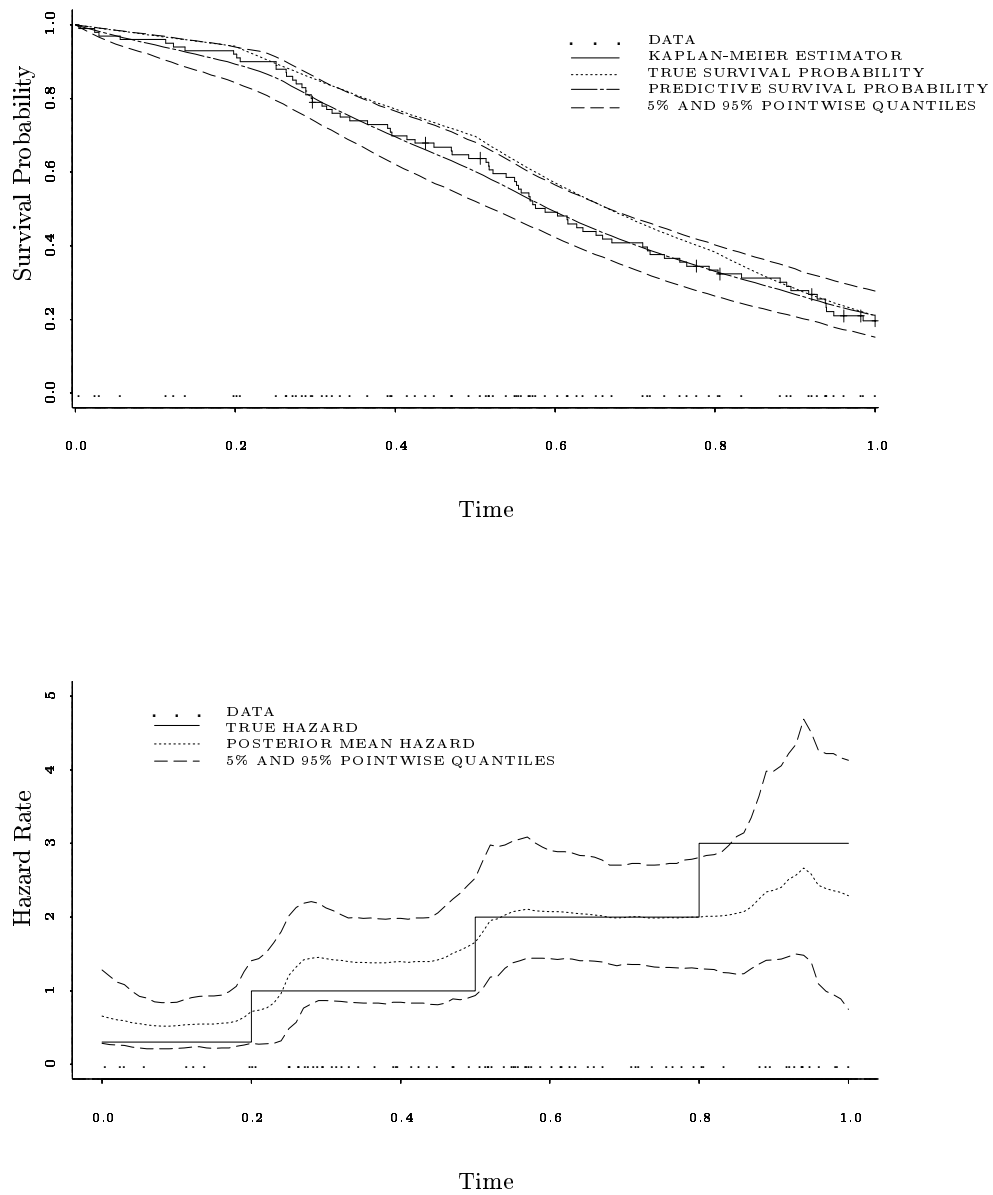 Survival Probability
1.0
0.8
0.6
0.4
0.2
0.0
DATA
KAPLAN-MEIER ESTIMATOR
TRUE SURVIVAL PROBABILITY
PREDICTIVE SURVIVAL PROBABILITY
5% AND 95% POINTWISE QUANTILES
0.0 0.2 0.4 0.6 0.8 1.0
Time
Hazard Rate
5
4
3
2
1
0
DATA
TRUE HAZARD
POSTERIOR MEAN HAZARD
5% AND 95% POINTWISE QUANTILES
0.0 0.2 0.4 0.6 0.8 1.0
Time